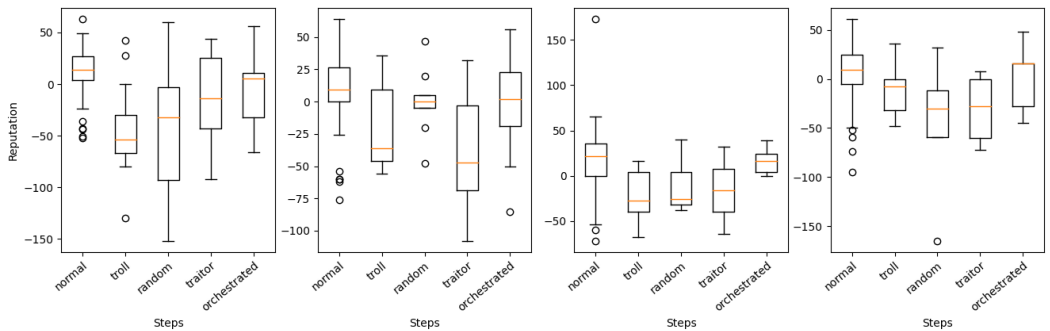 Reputation
50
0
−50
−100
−150
normal
troll
random
traitor
orchestrated
Steps
50
25
0
−25
−50
−75
−100
normal
troll
random
traitor
orchestrated
Steps
150
100
50
0
−50
normal
troll
random
traitor
orchestrated
Steps
50
0
−50
−100
−150
normal
troll
random
traitor
orchestrated
Steps